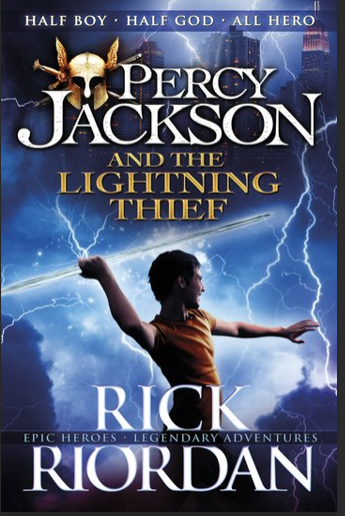 HALF BOY · HALF GOD · ALL HERO
PERCY
JACKSON
AND THE
LIGHTNING
THIEF
RICK
EPIC HEROES · LEGENDARY ADVENTURES
RIORDAN